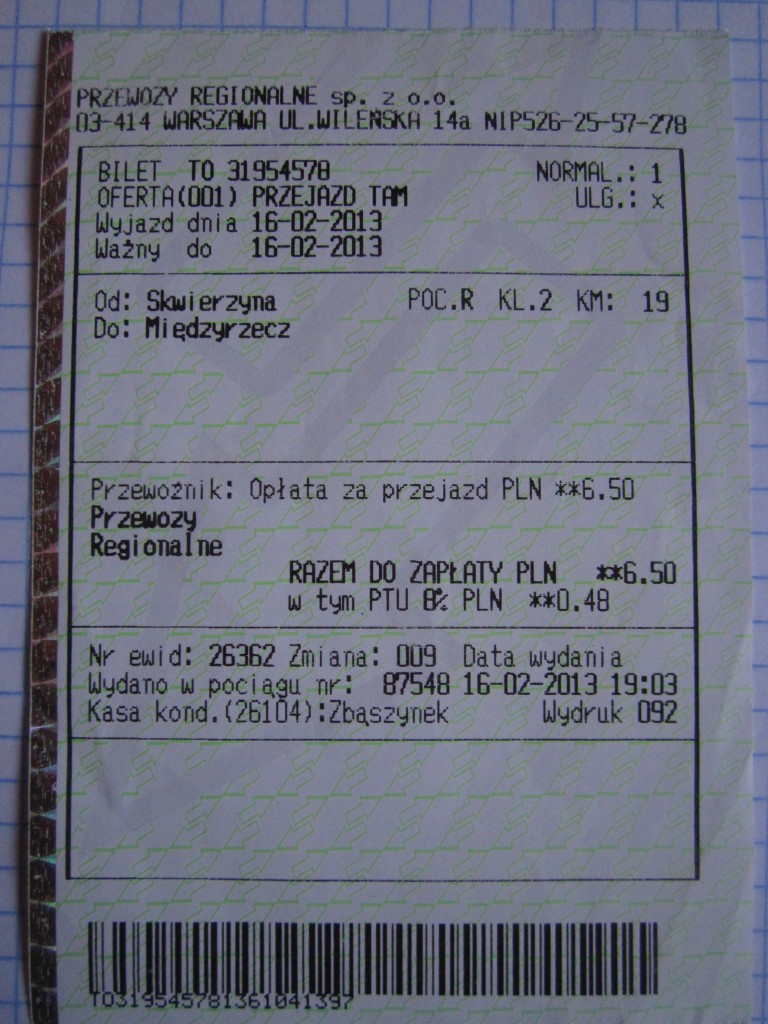 PRZEWOZY REGIONALNE sp. z o.o.
03-414 WARSZAWA UL.WILEŃSKA 14a NIP526-25-57-278
BILET TO 31954578 NORMAL.: 1
OFERTA(001) PRZEJAZD TAM ULG.: x
Wyjazd dnia 16-02-2013
Ważny do 16-02-2013
Od: Skwierzyna POC.R KL.2 KM: 19
Do: Międzyrzecz
Przewoźnik: Opłata za przejazd PLN **6.50
Przewozy
Regionalne
RAZEM DO ZAPŁATY PLN **6.50
w tym PTU 8% PLN **0.48
Nr ewid: 26362 Zmiana: 009 Data wydania
Wydano w pociągu nr: 87548 16-02-2013 19:03
Kasa kond.(26104):Zbąszynek Wydruk 092
TO319545781361041397